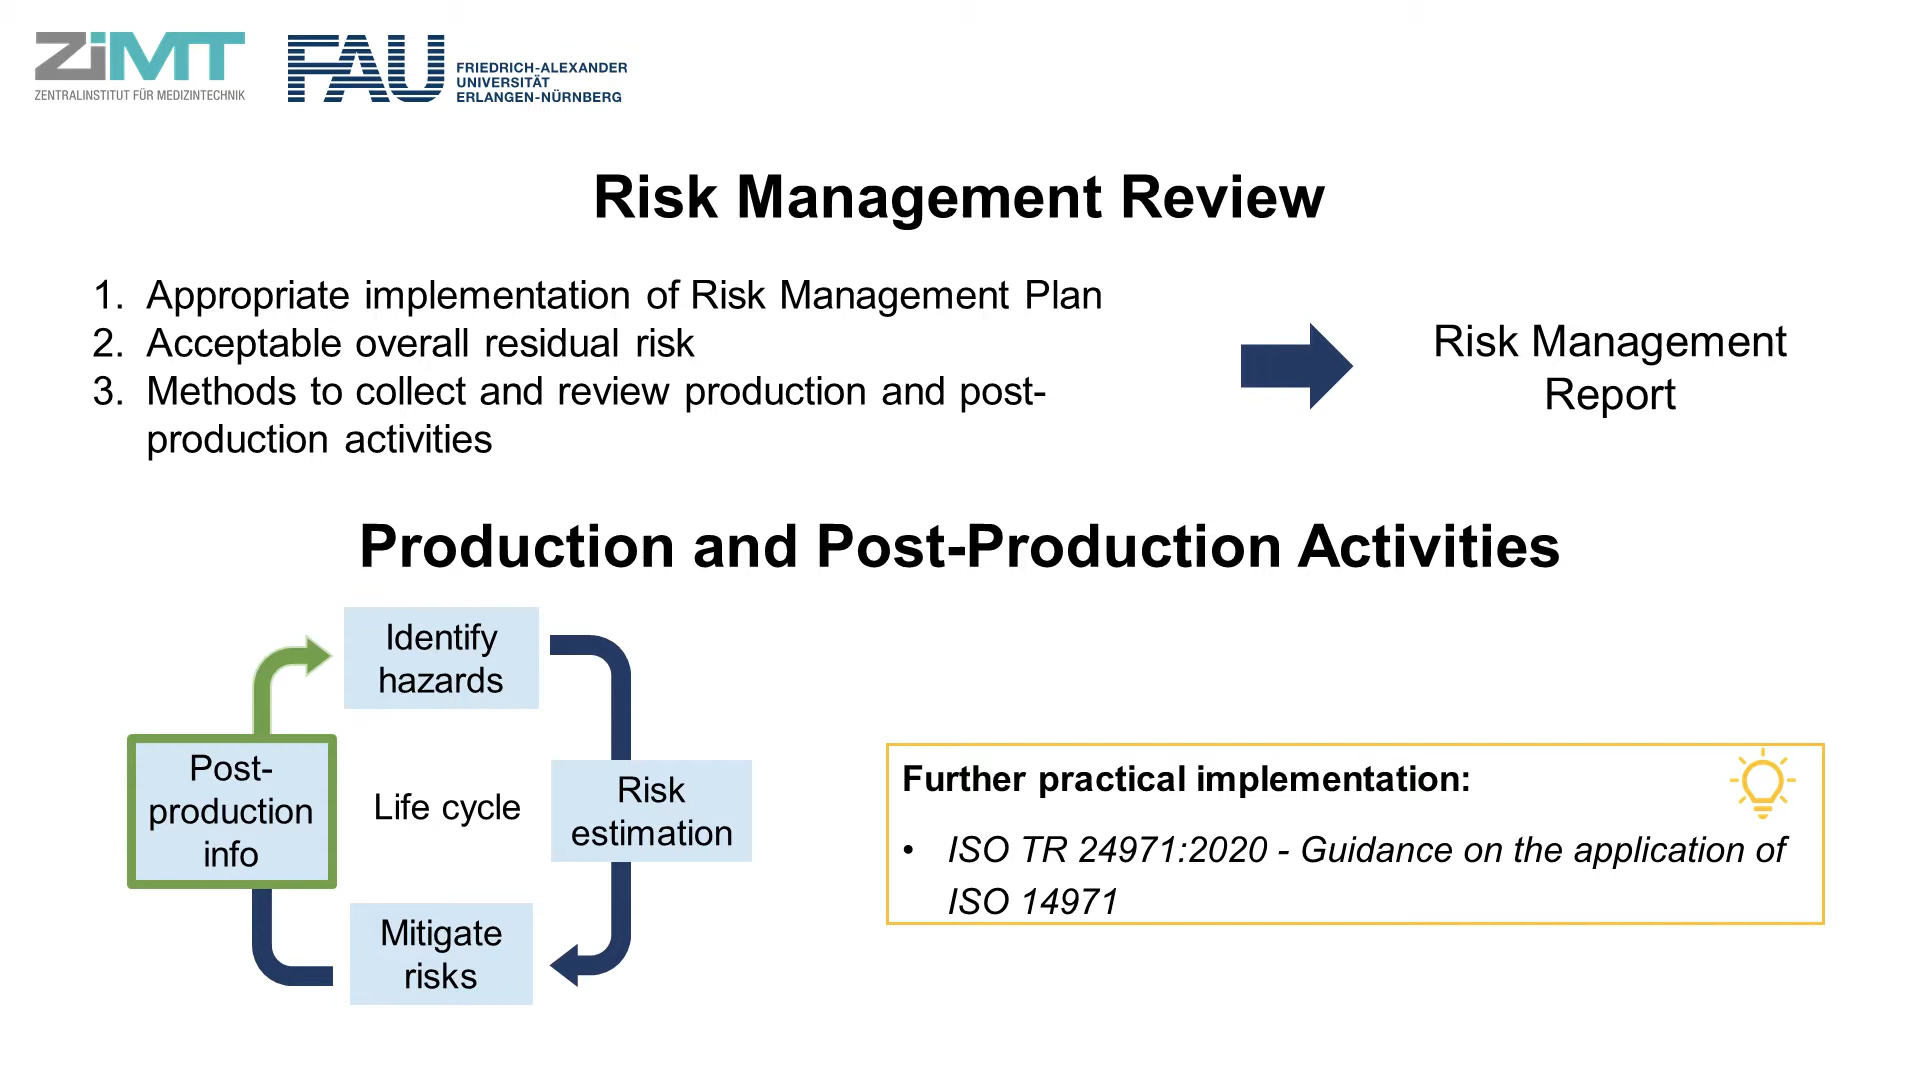 ZiMT
ZENTRALINSTITUT FÜR MEDIZINTECHNIK
FAU
FRIEDRICH-ALEXANDER
UNIVERSITÄT
ERLANGEN-NÜRNBERG
Risk Management Review
1. Appropriate implementation of Risk Management Plan
2. Acceptable overall residual risk
3. Methods to collect and review production and post-
production activities
Risk Management
Report
Production and Post-Production Activities
Identify
hazards
Post-
production
info
Life cycle
Risk
estimation
Mitigate
risks
Further practical implementation:
• ISO TR 24971:2020 - Guidance on the application of
ISO 14971